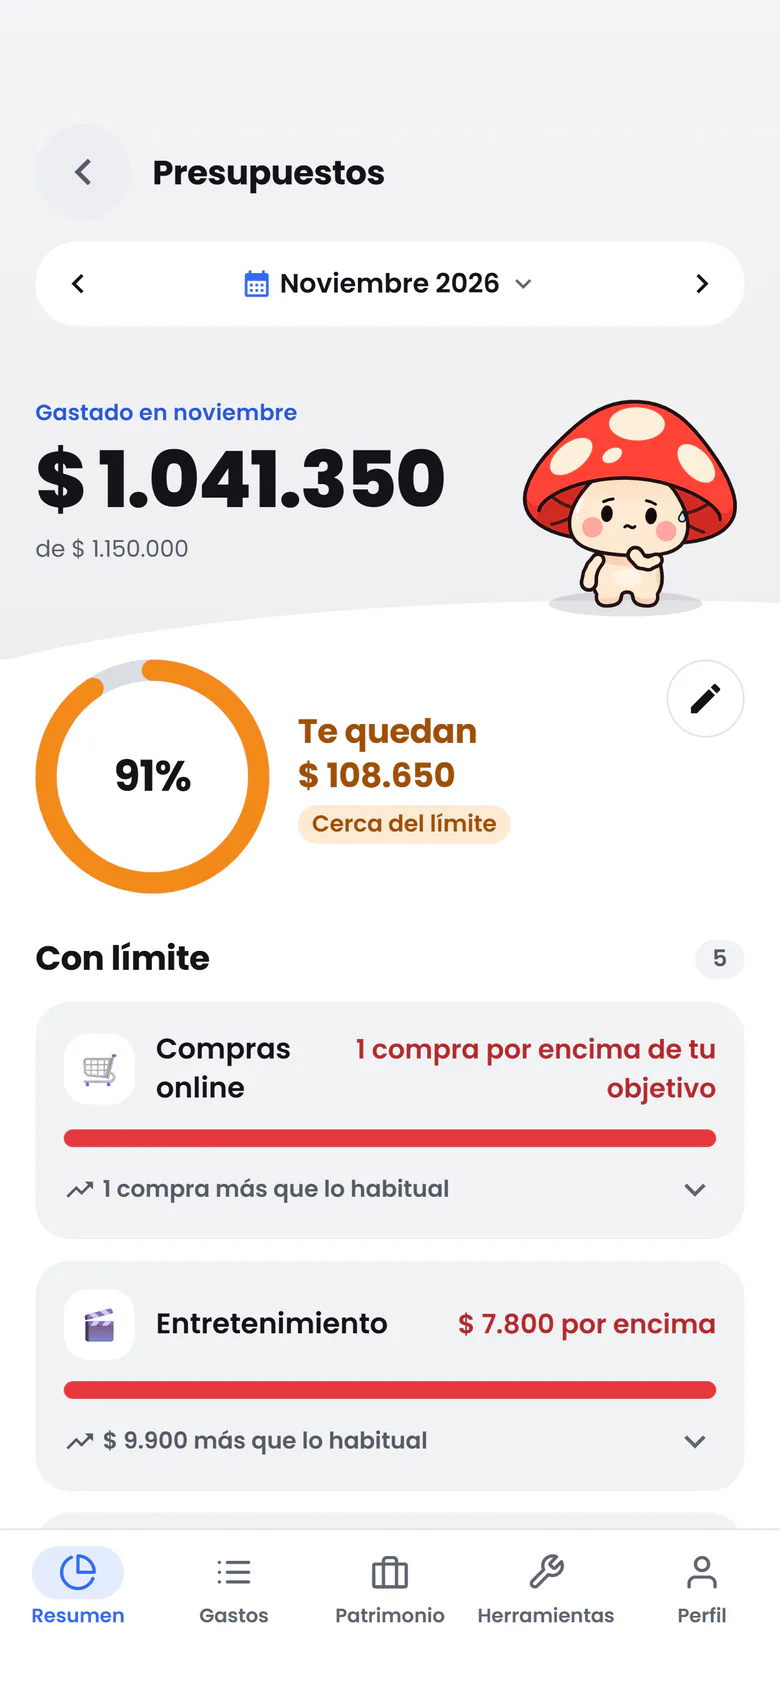 Presupuestos
Noviembre 2026
Gastado en noviembre
$ 1.041.350
de $ 1.150.000
91%
Te quedan
$ 108.650
Cerca del límite
Con límite
5
Compras
online
1 compra por encima de tu
objetivo
1 compra más que lo habitual
Entretenimiento
$ 7.800 por encima
$ 9.900 más que lo habitual
Resumen
Gastos
Patrimonio
Herramientas
Perfil